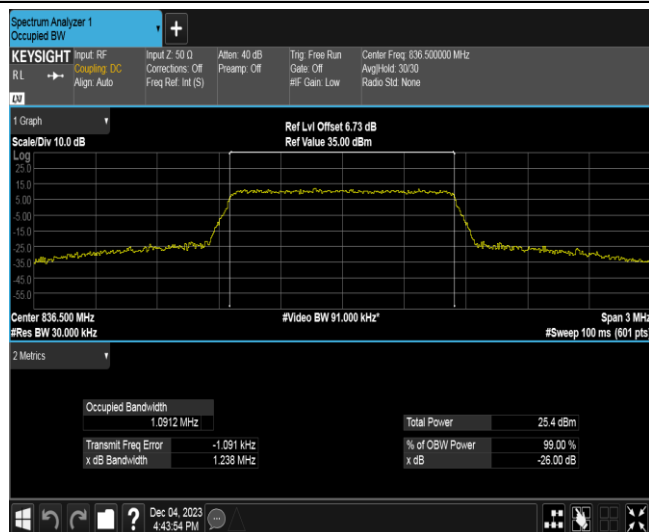 Spectrum Analyzer 1
Occupied BW
+
KEYSIGHT Input: RF Input Z: 50 Ω Atten: 40 dB Trig: Free Run Center Freq: 836.500000 MHz
RL Coupling: DC Corrections: Off Preamp: Off Gate: Off Avg|Hold: 30/30
Align: Auto Freq Ref: Int (S) #IF Gain: Low Radio Std: None
LXI
1 Graph Ref Lvl Offset 6.73 dB
Scale/Div 10.0 dB Ref Value 35.00 dBm
Log
25.0
15.0
5.00
-5.00
-15.0
-25.0
-35.0
-45.0
-55.0
Center 836.500 MHz #Video BW 91.000 kHz* Span 3 MHz
#Res BW 30.000 kHz #Sweep 100 ms (601 pts)
2 Metrics
Occupied Bandwidth
1.0912 MHz Total Power 25.4 dBm
Transmit Freq Error -1.091 kHz % of OBW Power 99.00 %
x dB Bandwidth 1.238 MHz x dB -26.00 dB
? Dec 04, 2023
4:43:54 PM